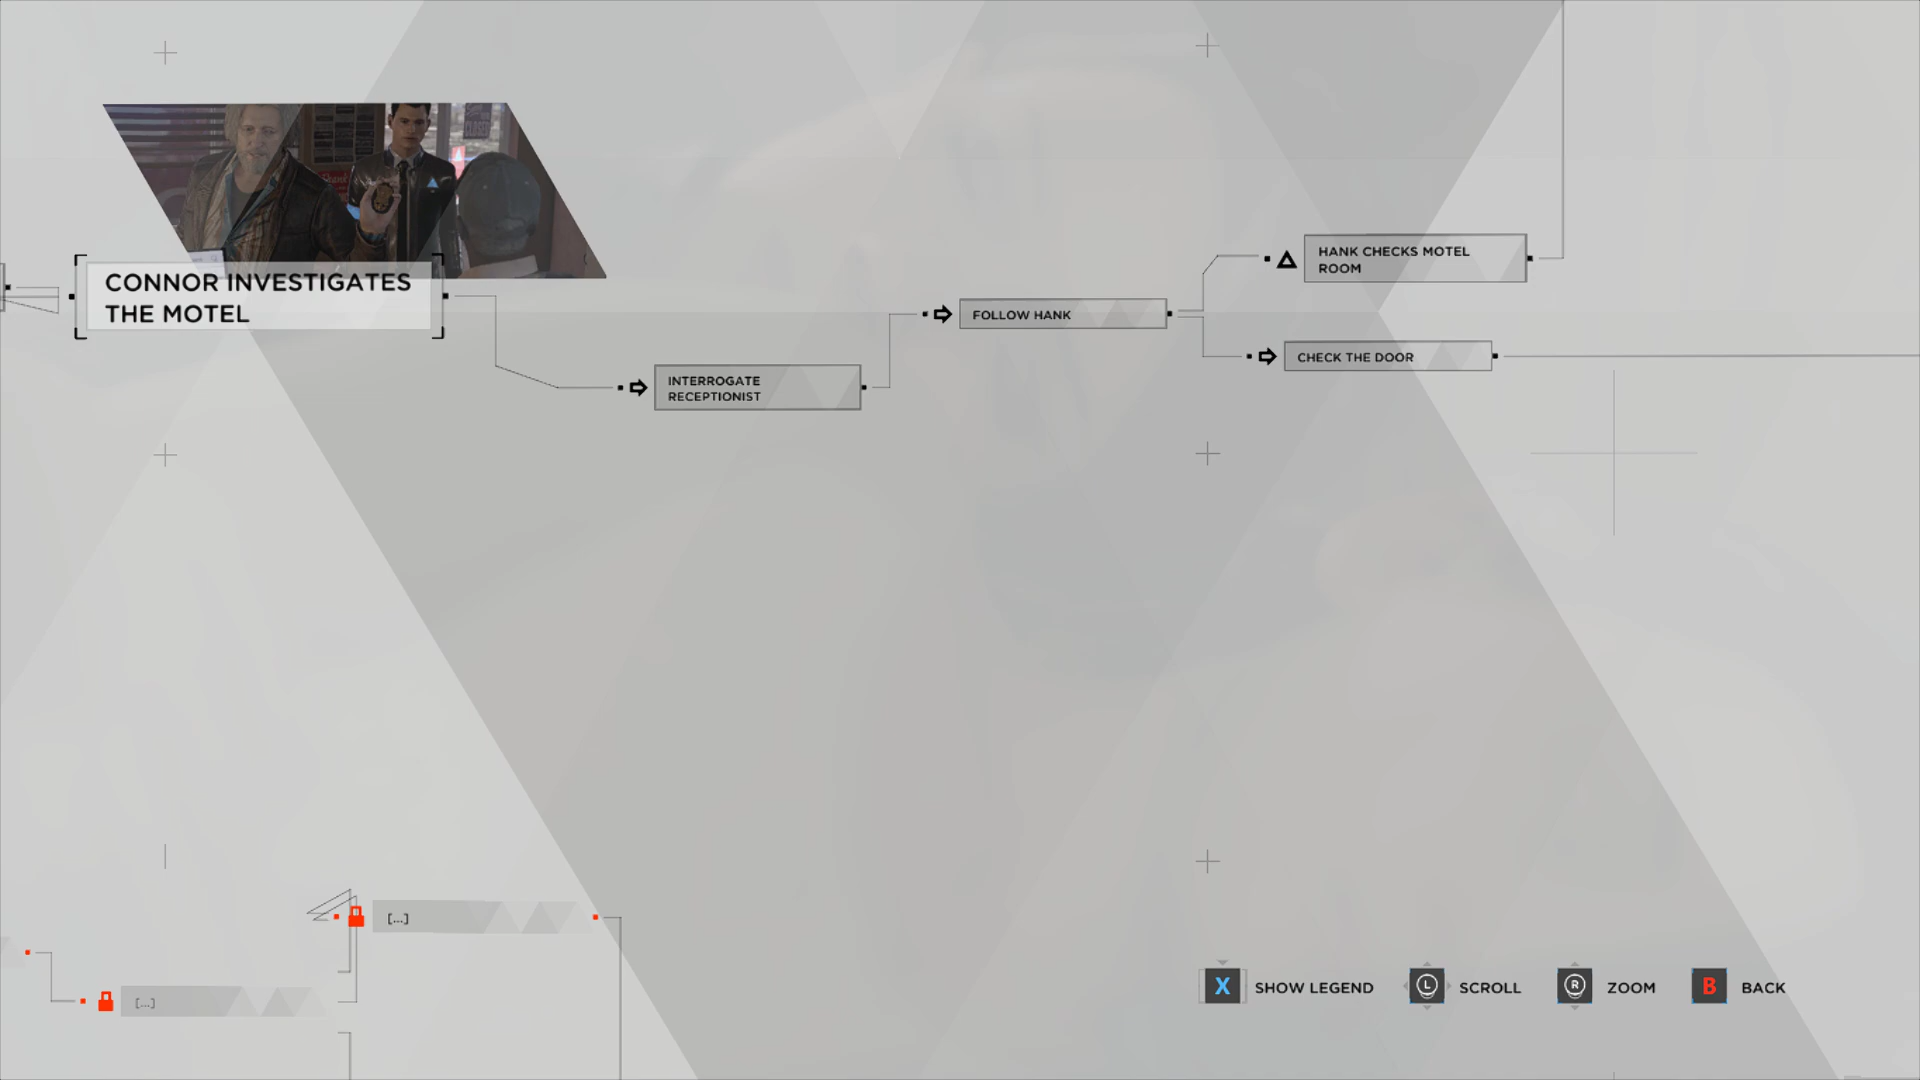 CLOSED
CONNOR INVESTIGATES
THE MOTEL
INTERROGATE
RECEPTIONIST
FOLLOW HANK
HANK CHECKS MOTEL
ROOM
CHECK THE DOOR
[...]
[...]
X SHOW LEGEND
L SCROLL
R ZOOM
B BACK